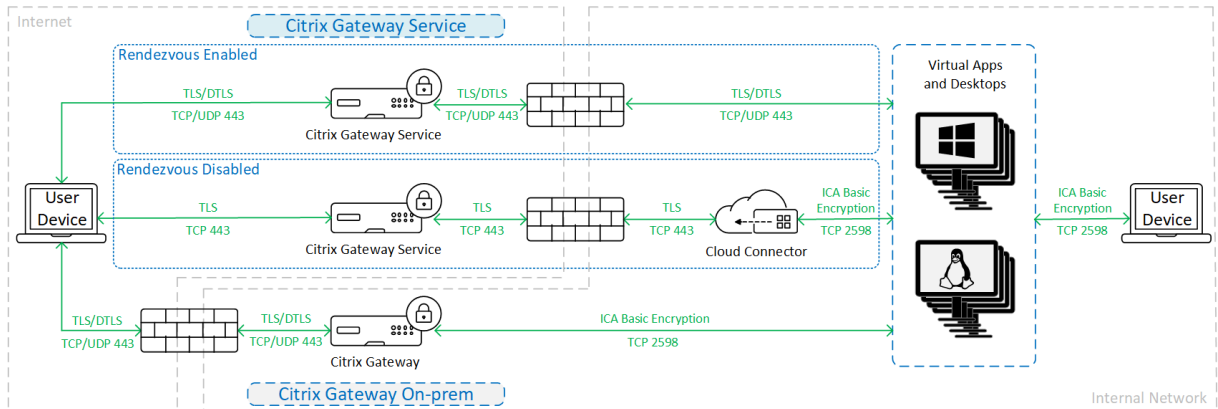 Internet
Citrix Gateway Service
Rendezvous Enabled
TLS/DTLS
TCP/UDP 443
Citrix Gateway Service
TLS/DTLS
TCP/UDP 443
TLS/DTLS
TCP/UDP 443
Virtual Apps
and Desktops
Rendezvous Disabled
User
Device
TLS
TCP 443
Citrix Gateway Service
TLS
TCP 443
TLS
TCP 443
Cloud Connector
ICA Basic
Encryption
TCP 2598
ICA Basic
Encryption
TCP 2598
User
Device
TLS/DTLS
TCP/UDP 443
TLS/DTLS
TCP/UDP 443
Citrix Gateway
ICA Basic Encryption
TCP 2598
Citrix Gateway On-prem
Internal Network